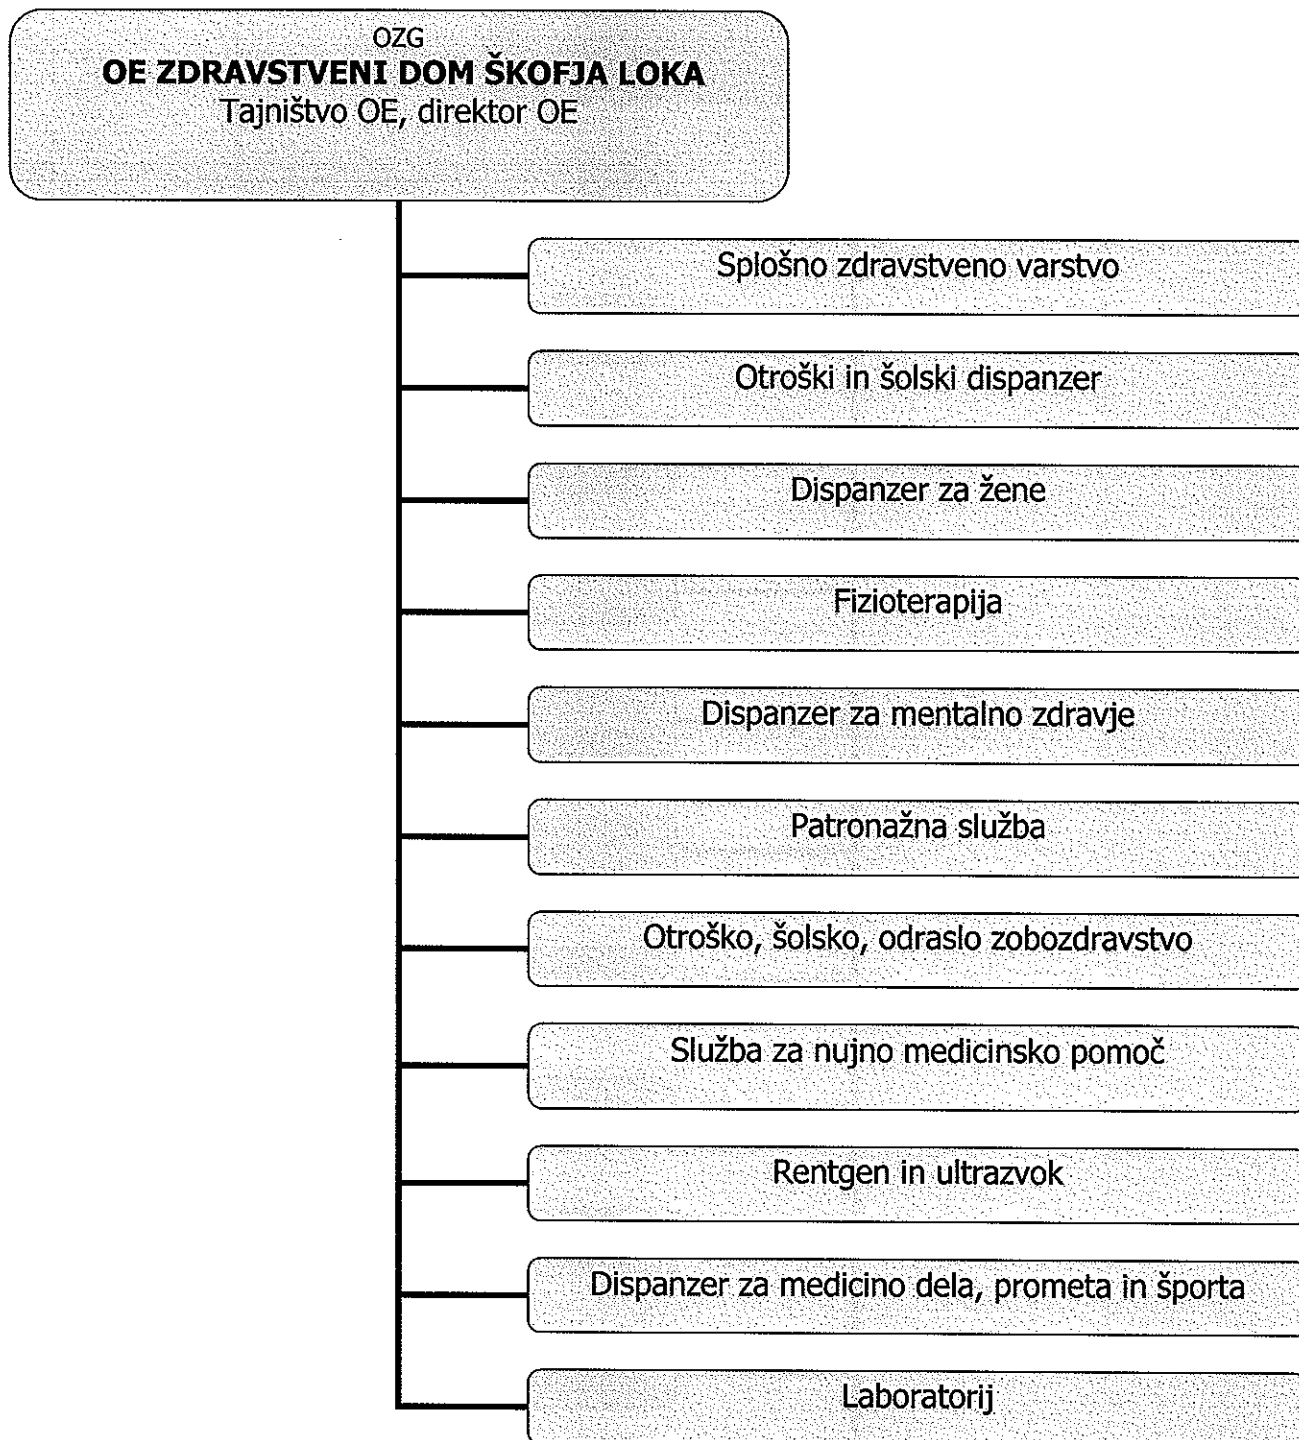 OZG
OE ZDRAVSTVENI DOM ŠKOFJA LOKA
Tajništvo OE, direktor OE
Splošno zdravstveno varstvo
Otroški in šolski dispanzer
Dispanzer za žene
Fizioterapija
Dispanzer za mentalno zdravje
Patronažna služba
Otroško, šolsko, odraslo zobozdravstvo
Služba za nujno medicinsko pomoč
Rentgen in ultrazvok
Dispanzer za medicino dela, prometa in športa
Laboratorij